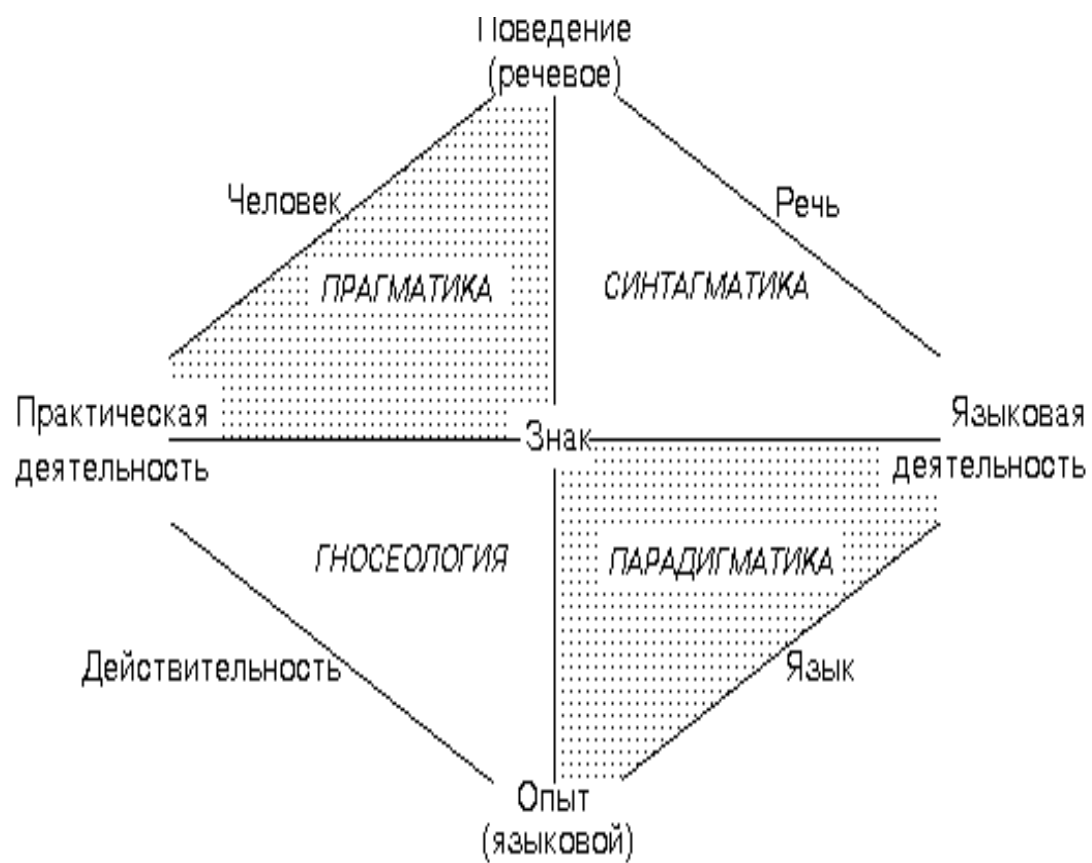 Поведение
(речевое)
Человек
Речь
ПРАГМАТИКА
СИНТАГМАТИКА
Практическая
деятельность
Знак
Языковая
деятельность
ГНОСЕОЛОГИЯ
ПАРАДИГМАТИКА
Действительность
Язык
Опыт
(языковой)